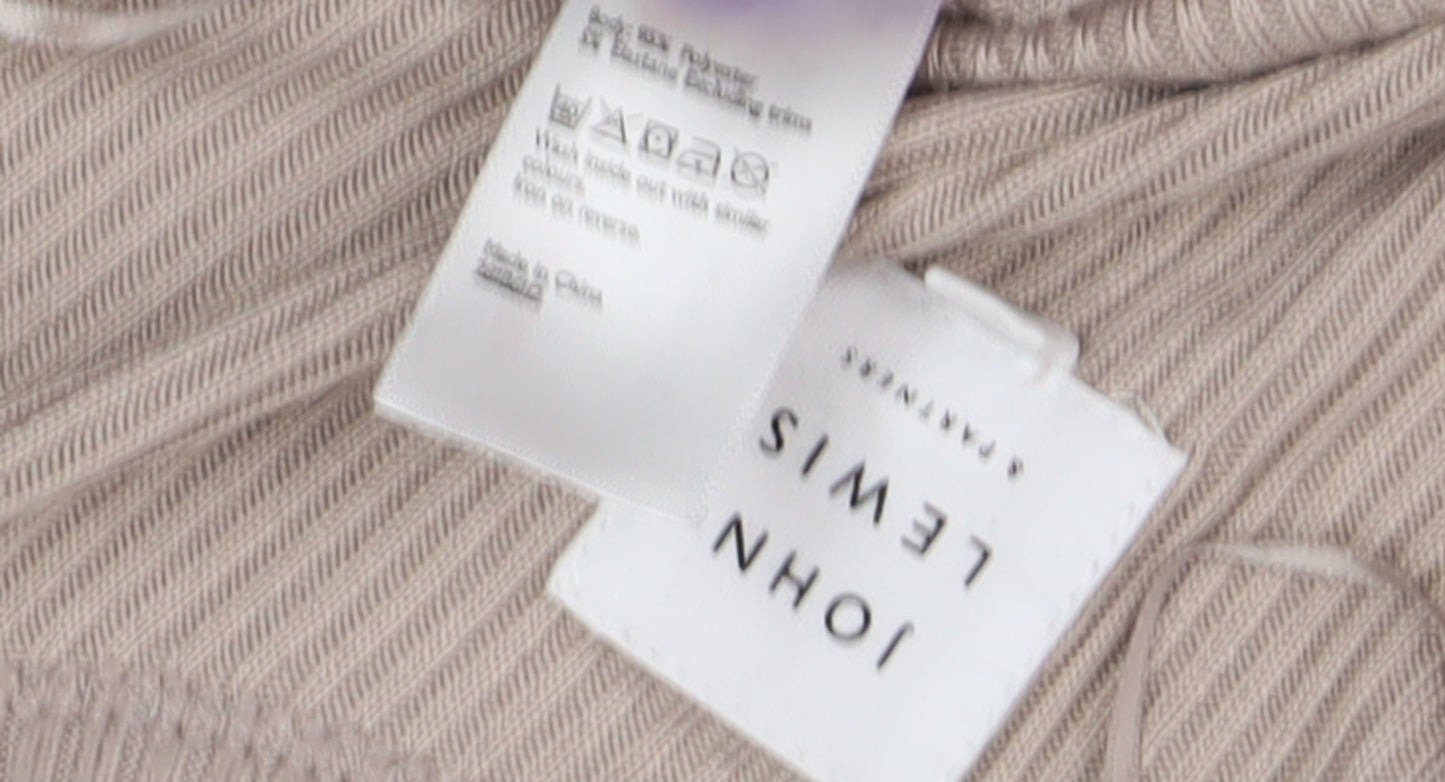 Body: Polyester
Elastane Excluding trims
Wash inside out with similar
colours.
Iron on reverse.
Made in China
JOHN
LEWIS
& PARTNERS